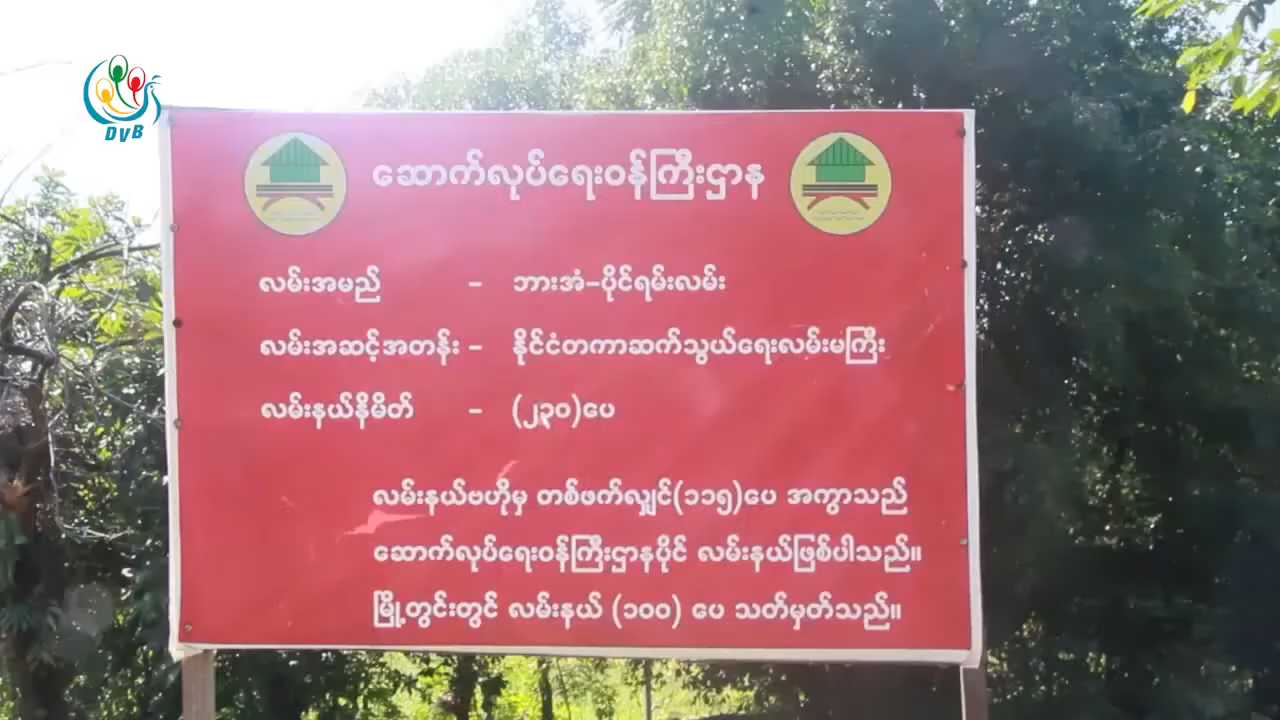 DVB
ဆောက်လုပ်ရေးဝန်ကြီးဌာန
လမ်းအမည် - ဘားအံ-ပိုင်ရမ်းလမ်း
လမ်းအဆင့်အတန်း - နိုင်ငံတကာဆက်သွယ်ရေးလမ်းမကြီး
လမ်းနယ်နိမိတ် - (၂၃၀)ပေ
လမ်းနယ်ဗဟိုမှ တစ်ဖက်လျှင်(၁၁၅)ပေ အကွာသည်
ဆောက်လုပ်ရေးဝန်ကြီးဌာနပိုင် လမ်းနယ်ဖြစ်ပါသည်။
မြို့တွင်းတွင် လမ်းနယ် (၁၀၀) ပေ သတ်မှတ်သည်။